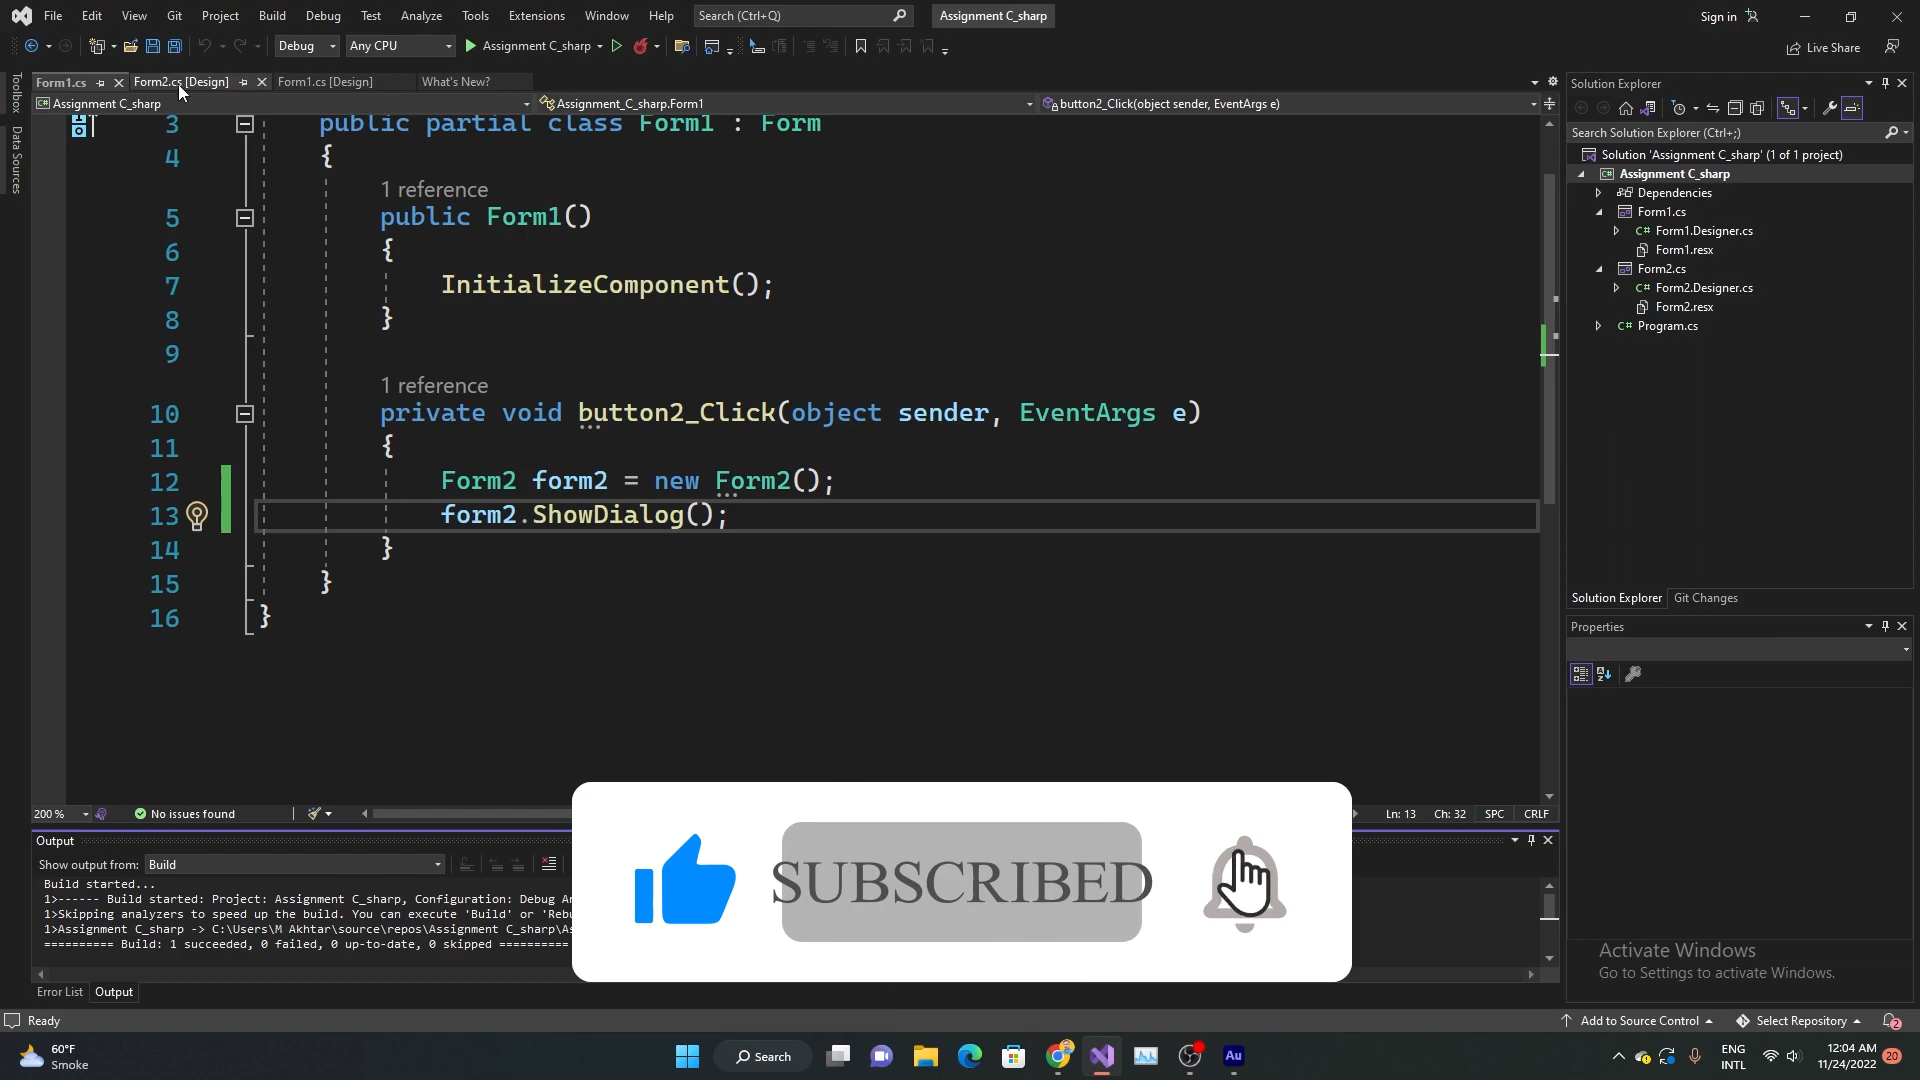 File Edit View Git Project Build Debug Test Analyze Tools Extensions Window Help Search (Ctrl+Q) Assignment C_sharp Sign in
Debug Any CPU Assignment C_sharp Live Share
Form1.cs Form2.cs [Design] Form1.cs [Design] What's New?
Assignment C_sharp Assignment_C_sharp.Form1 button2_Click(object sender, EventArgs e)
Toolbox
Data Sources
3 public partial class Form1 : Form
4 {
1 reference
5 public Form1()
6 {
7 InitializeComponent();
8 }
9
1 reference
10 private void button2_Click(object sender, EventArgs e)
11 {
12 Form2 form2 = new Form2();
13 form2.ShowDialog();
14 }
15 }
16 }
200 % No issues found Ln: 13 Ch: 32 SPC CRLF
Output
Show output from: Build
Build started...
1>------ Build started: Project: Assignment C_sharp, Configuration: Debug An
1>Skipping analyzers to speed up the build. You can execute 'Build' or 'Rebu
1>Assignment C_sharp -> C:\Users\M Akhtar\source\repos\Assignment C_sharp\As
========== Build: 1 succeeded, 0 failed, 0 up-to-date, 0 skipped ==========
Error List Output
SUBSCRIBED
Solution Explorer
Search Solution Explorer (Ctrl+;)
Solution 'Assignment C_sharp' (1 of 1 project)
Assignment C_sharp
Dependencies
Form1.cs
C# Form1.Designer.cs
Form1.resx
Form2.cs
C# Form2.Designer.cs
Form2.resx
C# Program.cs
Solution Explorer Git Changes
Properties
Activate Windows
Go to Settings to activate Windows.
Ready Add to Source Control Select Repository 2
60°F
Smoke
Search
Au
ENG
INTL
12:04 AM
11/24/2022
20